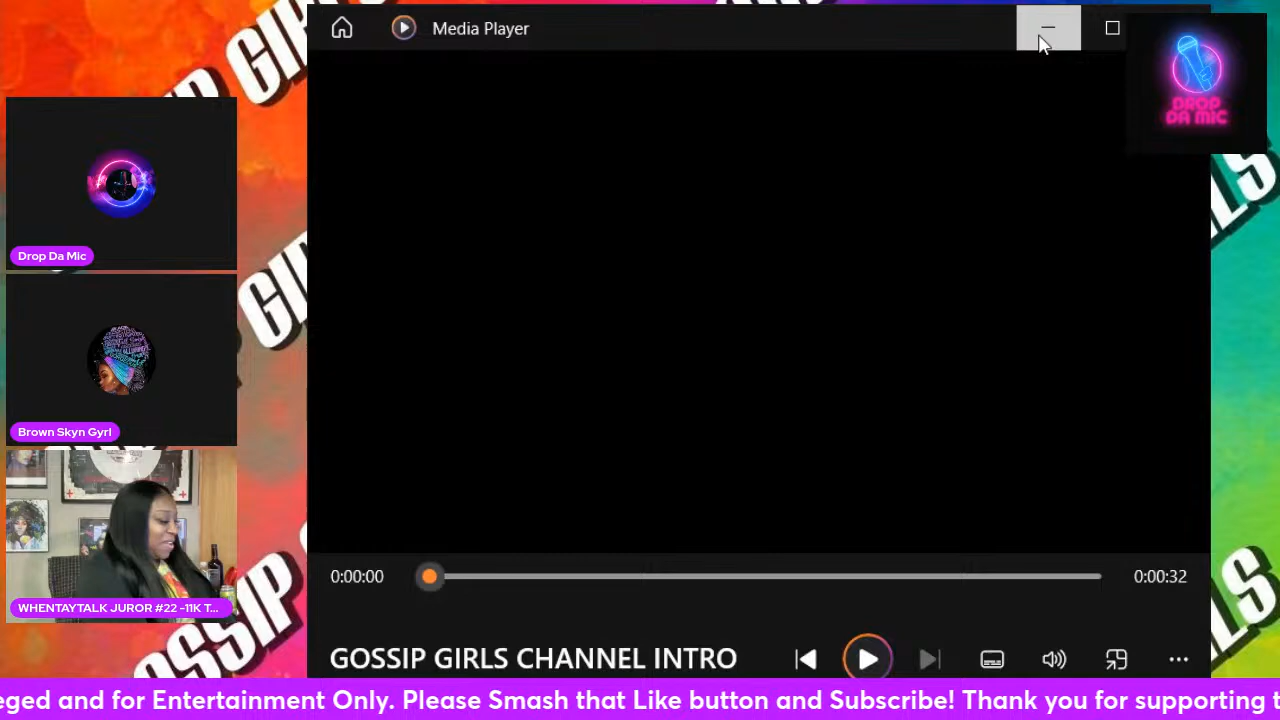 Media Player
DROP
DA MIC
Drop Da Mic
Brown Skyn Gyrl
WHENTAYTALK JUROR #22 -11K T...
0:00:00
0:00:32
GOSSIP GIRLS CHANNEL INTRO
eged and for Entertainment Only. Please Smash that Like button and Subscribe! Thank you for supporting t
GOSSIP
GIRLS